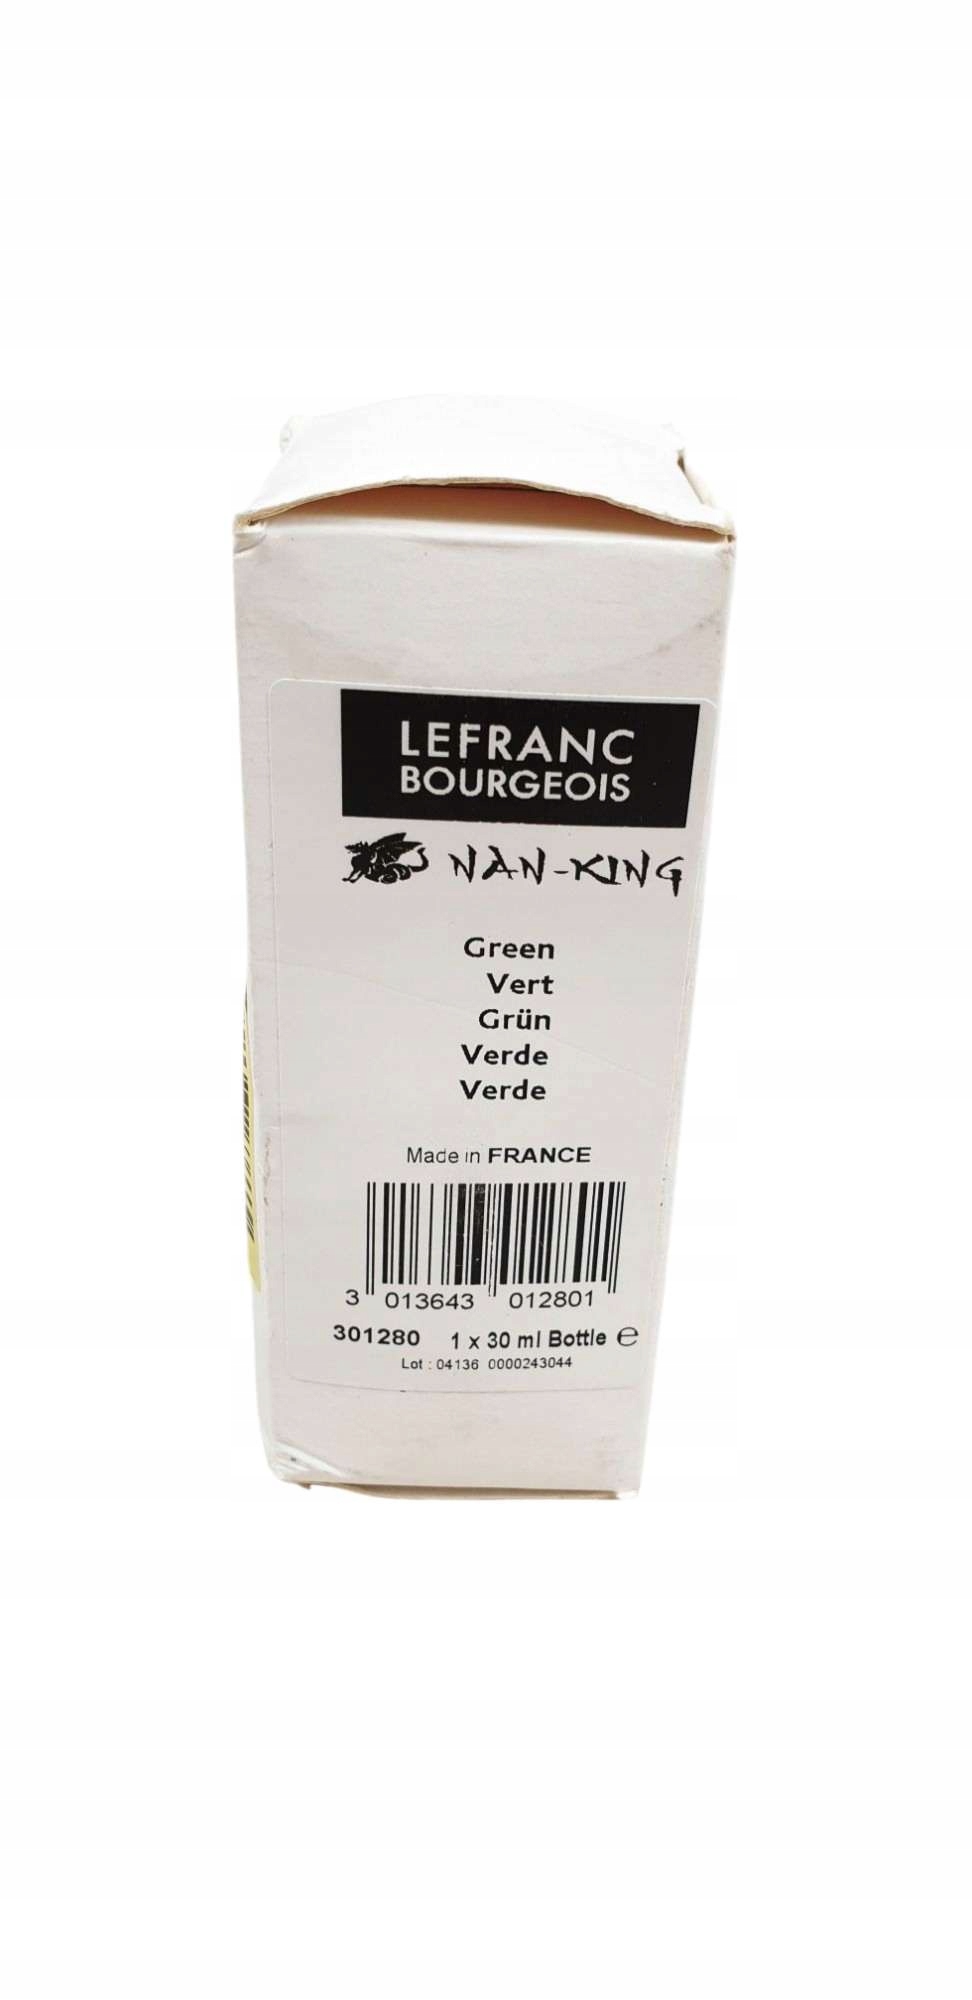 LEFRANC
BOURGEOIS
NAN-KING
Green
Vert
Grün
Verde
Verde
Made in FRANCE
3 013643 012801
301280 1 x 30 ml Bottle ℮
Lot : 04136 0000243044